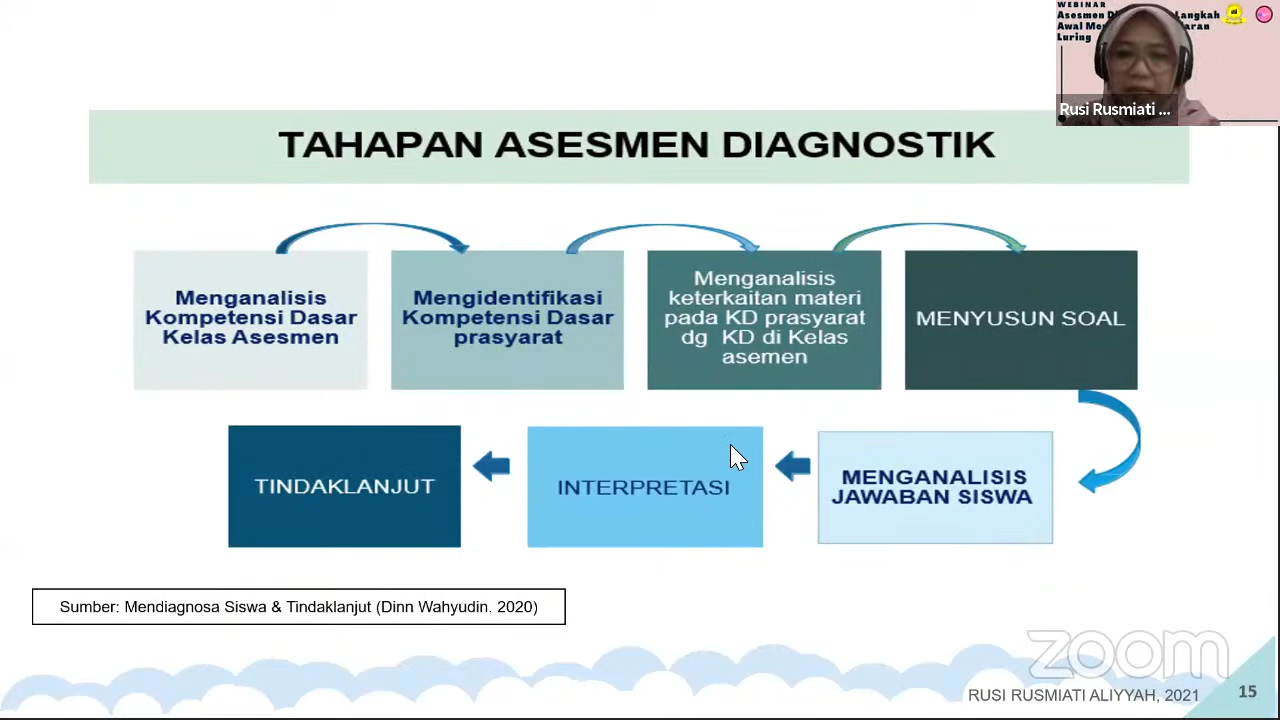 WEBINAR
Asesmen Langkah
Awal
Luring
Rusi Rusmiati ...
TAHAPAN ASESMEN DIAGNOSTIK
Menganalisis
Kompetensi Dasar
Kelas Asesmen
Mengidentifikasi
Kompetensi Dasar
prasyarat
Menganalisis
keterkaitan materi
pada KD prasyarat
dg KD di Kelas
asemen
MENYUSUN SOAL
TINDAKLANJUT
INTERPRETASI
MENGANALISIS
JAWABAN SISWA
Sumber: Mendiagnosa Siswa & Tindaklanjut (Dinn Wahyudin. 2020)
zoom
RUSI RUSMIATI ALIYYAH, 2021
15